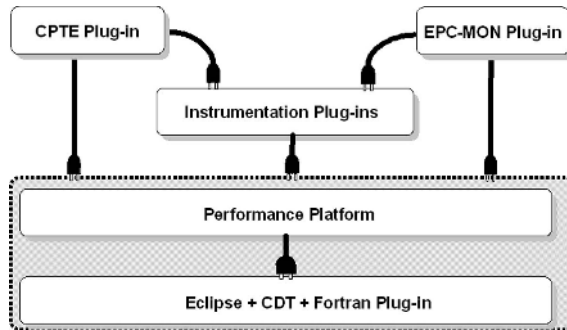 CPTE Plug-in
EPC-MON Plug-in
Instrumentation Plug-ins
Performance Platform
Eclipse + CDT + Fortran Plug-in